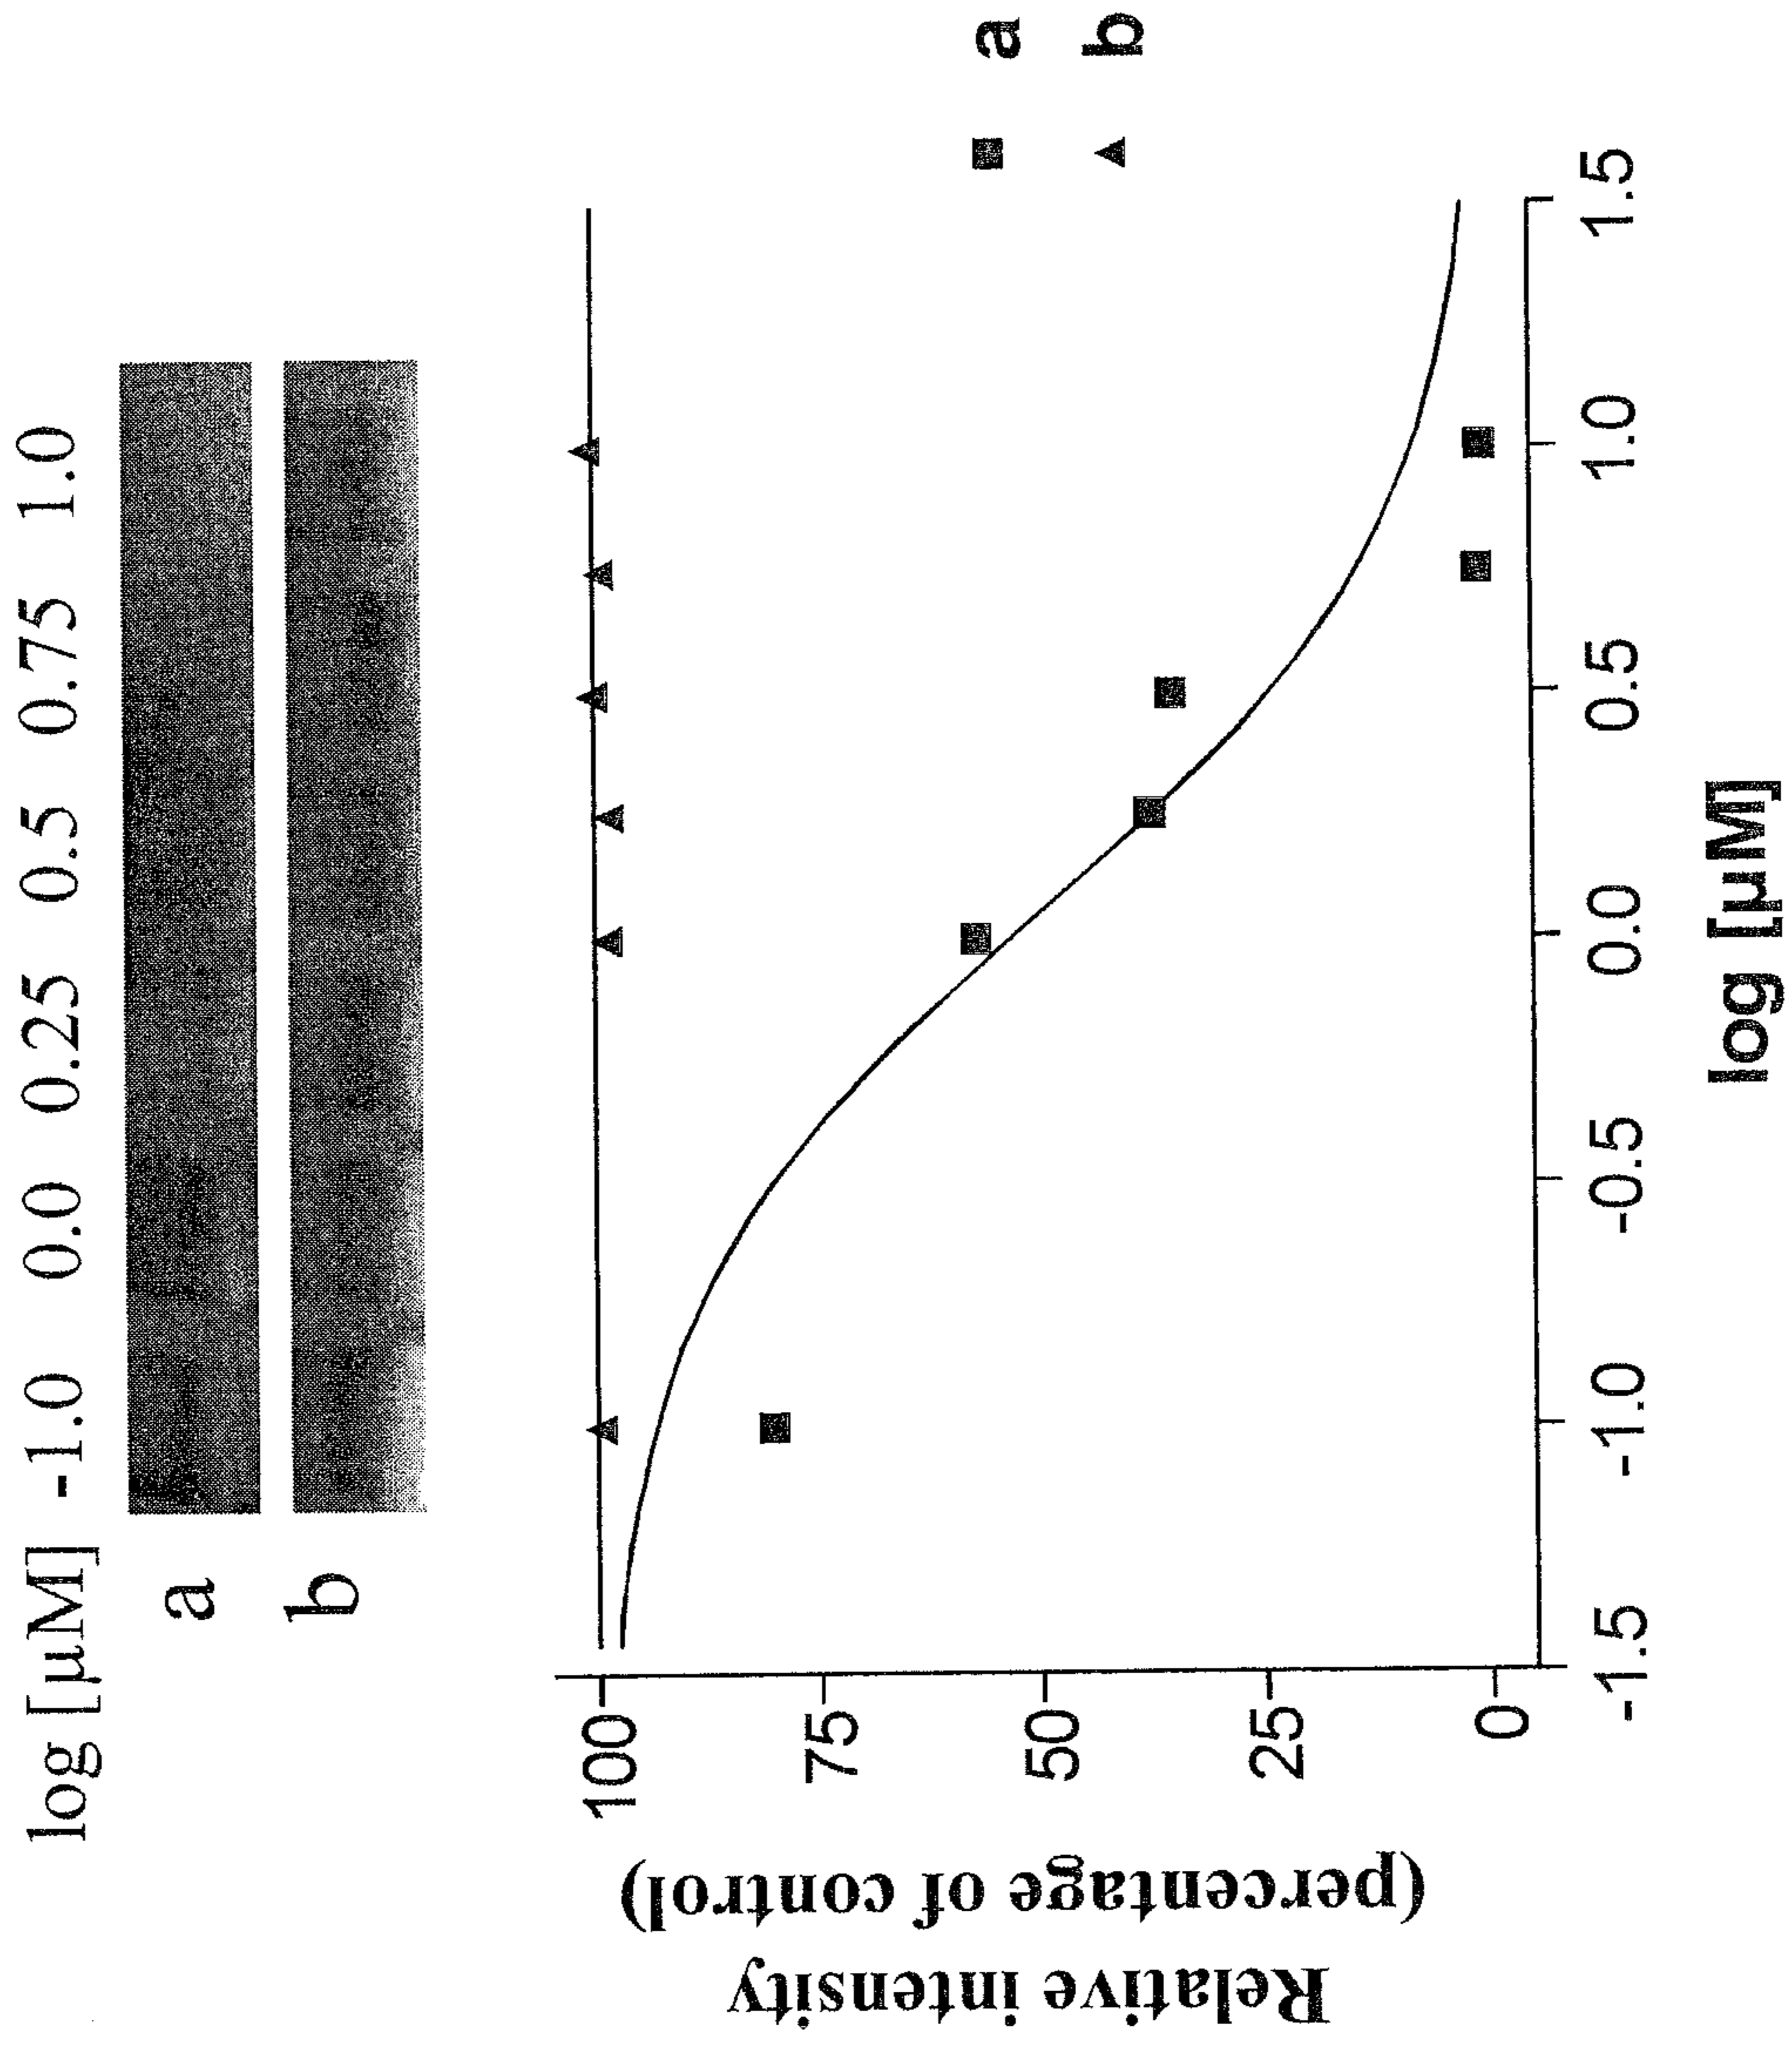 log [µM] -1.0 0.0 0.25 0.5 0.75 1.0
a
b
Relative intensity
(percentage of control)
100
75
50
25
0
-1.5 -1.0 -0.5 0.0 0.5 1.0 1.5
log [µM]
a
b